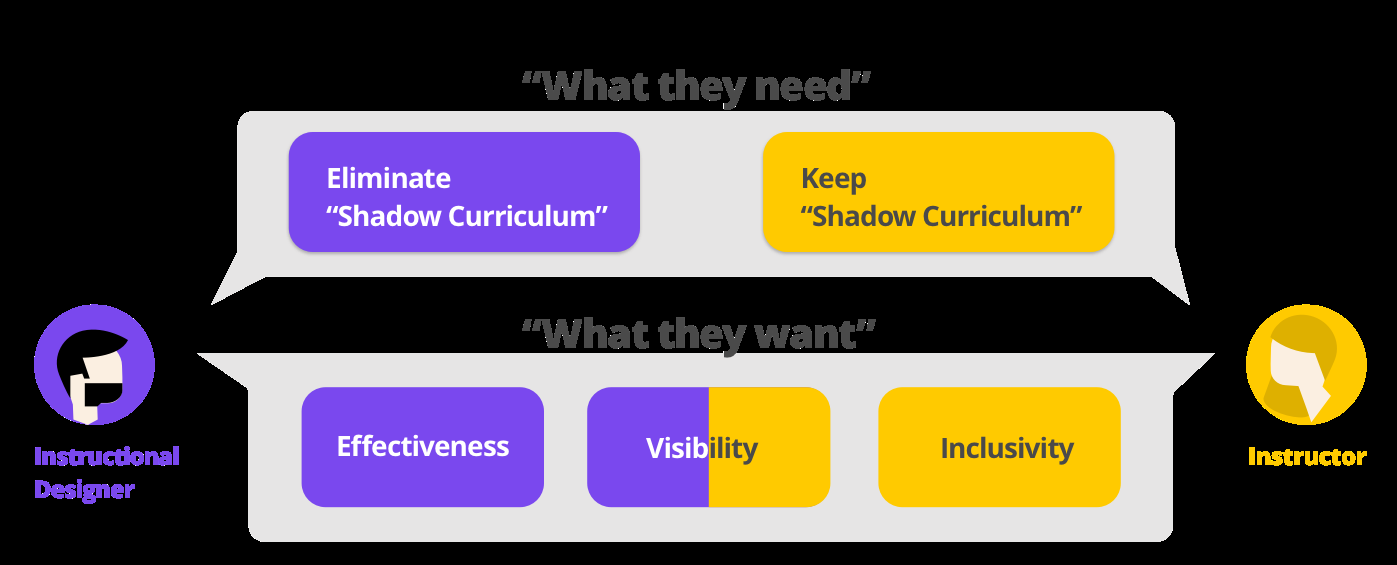 “What they need”
Eliminate
“Shadow Curriculum”
Keep
“Shadow Curriculum”
“What they want”
Effectiveness
Visibility
Inclusivity
Instructional
Designer
Instructor